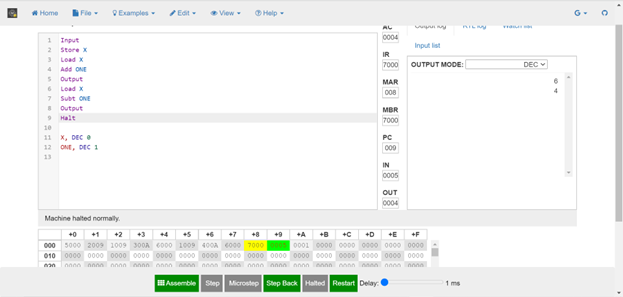 Home File Examples Edit View Help G
Output log RTL log Watch list
Input list
1 Input
2 Store X
3 Load X
4 Add ONE
5 Output
6 Load X
7 Subt ONE
8 Output
9 Halt
10
11 X, DEC 0
12 ONE, DEC 1
13
AC
0004
IR
7000
MAR
008
MBR
7000
PC
009
IN
0005
OUT
0004
OUTPUT MODE: DEC
6
4
Machine halted normally.
+0 +1 +2 +3 +4 +5 +6 +7 +8 +9 +A +B +C +D +E +F
000 5000 2009 1009 300A 6000 1009 400A 6000 7000 0005 0001 0000 0000 0000 0000 0000
010 0000 0000 0000 0000 0000 0000 0000 0000 0000 0000 0000 0000 0000 0000 0000 0000
020 0000 0000 0000 0000 0000 0000 0000 0000 0000 0000 0000 0000 0000 0000 0000 0000
Assemble Step Microstep Step Back Halted Restart Delay: 1 ms